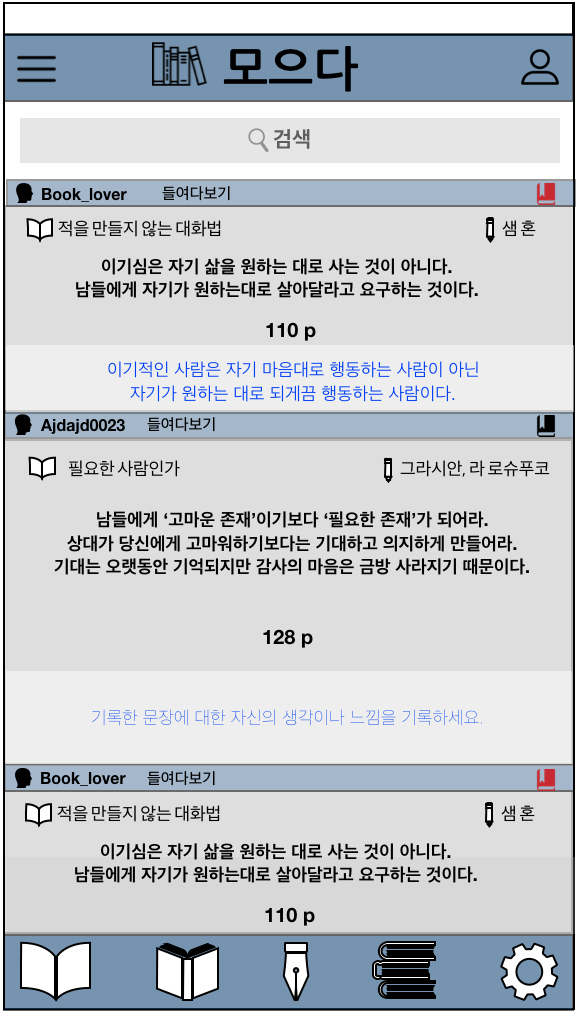 모으다
검색
Book_lover 들여다보기
적을 만들지 않는 대화법 샘 혼
이기심은 자기 삶을 원하는 대로 사는 것이 아니다.
남들에게 자기가 원하는대로 살아달라고 요구하는 것이다.
110 p
이기적인 사람은 자기 마음대로 행동하는 사람이 아닌
자기가 원하는 대로 되게끔 행동하는 사람이다.
Ajdajd0023 들여다보기
필요한 사람인가 그라시안, 라 로슈푸코
남들에게 ‘고마운 존재’이기보다 ‘필요한 존재’가 되어라.
상대가 당신에게 고마워하기보다는 기대하고 의지하게 만들어라.
기대는 오랫동안 기억되지만 감사의 마음은 금방 사라지기 때문이다.
128 p
기록한 문장에 대한 자신의 생각이나 느낌을 기록하세요.
Book_lover 들여다보기
적을 만들지 않는 대화법 샘 혼
이기심은 자기 삶을 원하는 대로 사는 것이 아니다.
남들에게 자기가 원하는대로 살아달라고 요구하는 것이다.
110 p